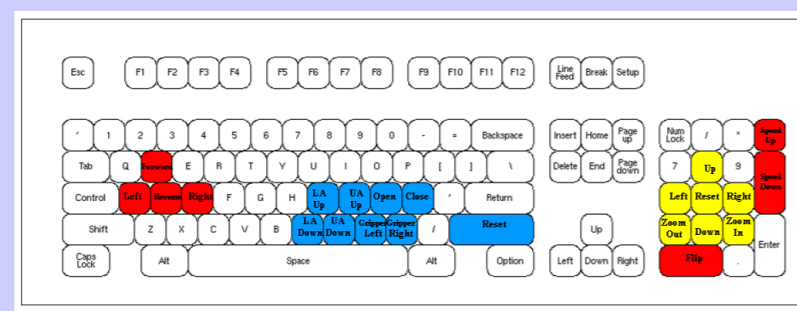 Esc F1 F2 F3 F4 F5 F6 F7 F8 F9 F10 F11 F12 Line Feed Break Setup
´ 1 2 3 4 5 6 7 8 9 0 - = Backspace Insert Home Page up Num Lock / * Speed Up
Tab Q Forward E R T Y U I O P [ ] \ Delete End Page down 7 Up 9 Speed Down
Control Left Reverse Right F G H LA Up UA Up Open Close ´ Return Left Reset Right
Shift Z X C V B LA Down UA Down Gripper Left Gripper Right / Reset Up Zoom Out Down Zoom In Enter
Caps Lock Alt Space Alt Option Left Down Right Flip .